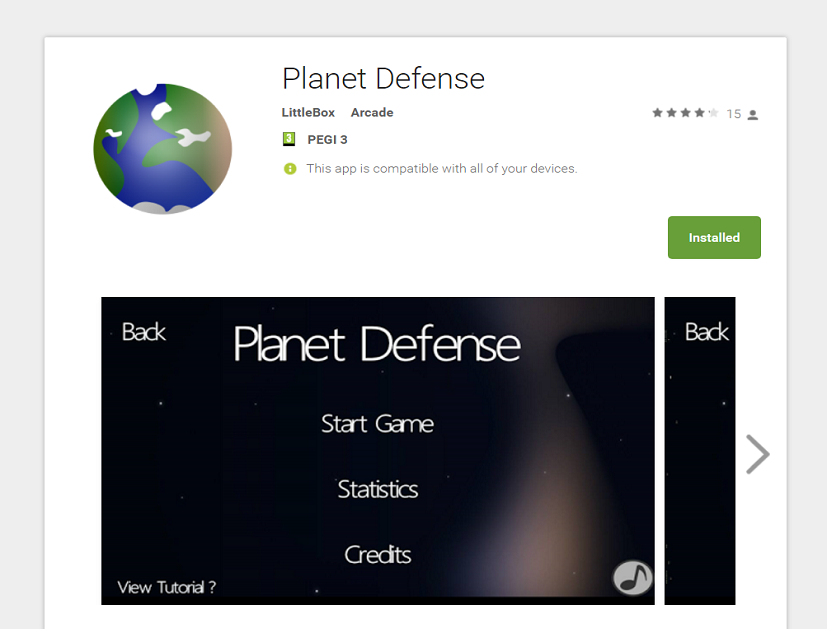 Planet Defense
LittleBox Arcade
15
3 PEGI 3
This app is compatible with all of your devices.
Installed
Back
Planet Defense
Start Game
Statistics
Credits
View Tutorial ?
Back